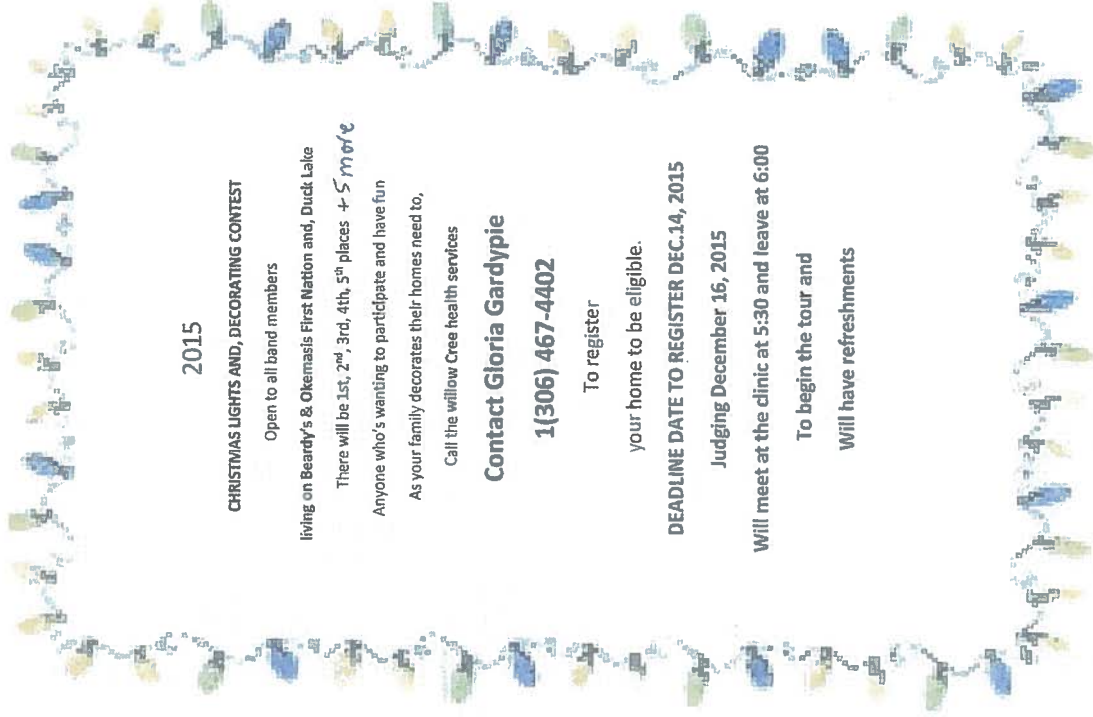 2015
CHRISTMAS LIGHTS AND, DECORATING CONTEST
Open to all band members
living on Beardy's & Okemasis First Nation and, Duck Lake
There will be 1st, 2nd, 3rd, 4th, 5th places + 5 more
Anyone who's wanting to participate and have fun
As your family decorates their homes need to,
Call the willow Cree health services
Contact Gloria Gardypie
1(306) 467-4402
To register
your home to be eligible.
DEADLINE DATE TO REGISTER DEC.14, 2015
Judging December 16, 2015
Will meet at the clinic at 5:30 and leave at 6:00
To begin the tour and
Will have refreshments